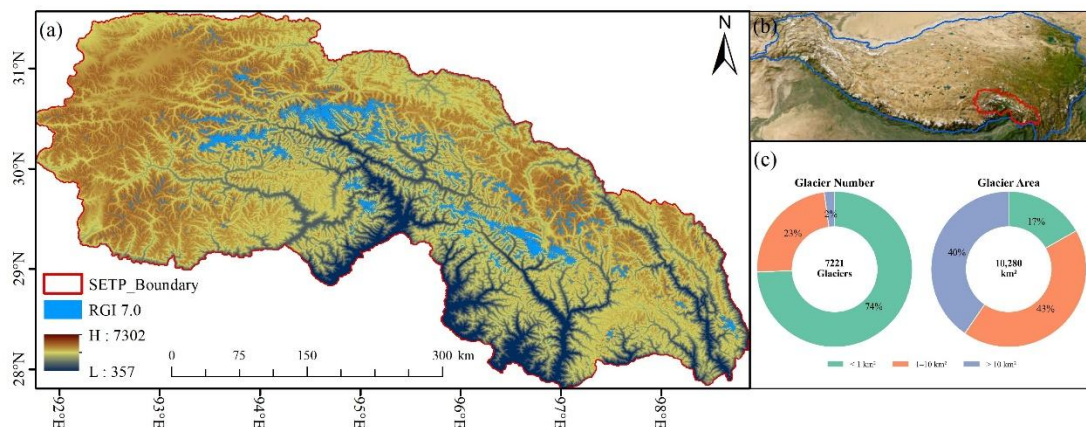 (a)
N
31°N
30°N
29°N
28°N
SETP_Boundary
RGI 7.0
H : 7302
L : 357
0 75 150 300 km
92°E
93°E
94°E
95°E
96°E
97°E
98°E
(b)
(c)
Glacier Number
2%
23%
7221
Glaciers
74%
Glacier Area
17%
40%
10,280
km²
43%
< 1 km²
1–10 km²
> 10 km²